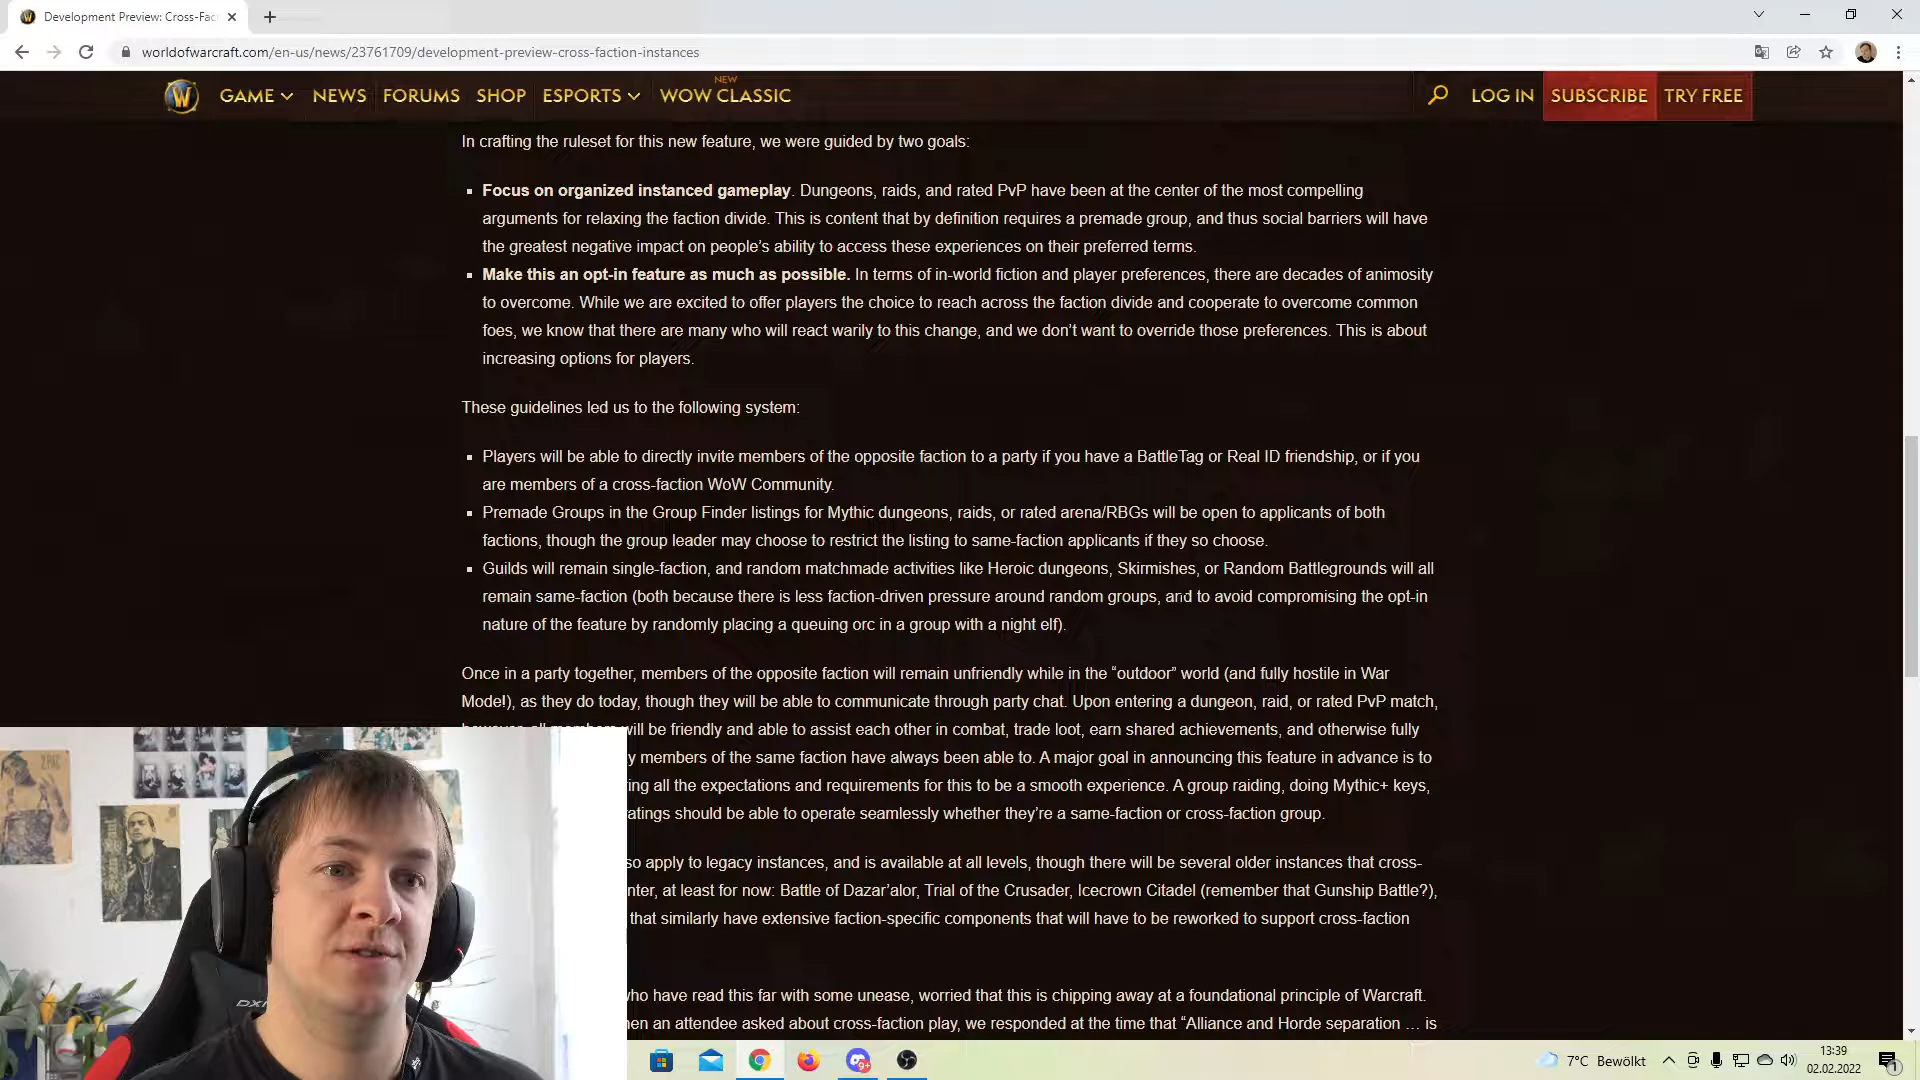 Development Preview: Cross-Fac
worldofwarcraft.com/en-us/news/23761709/development-preview-cross-faction-instances
GAME NEWS FORUMS SHOP ESPORTS NEW WOW CLASSIC LOG IN SUBSCRIBE TRY FREE
In crafting the ruleset for this new feature, we were guided by two goals:
Focus on organized instanced gameplay. Dungeons, raids, and rated PvP have been at the center of the most compelling
arguments for relaxing the faction divide. This is content that by definition requires a premade group, and thus social barriers will have
the greatest negative impact on people's ability to access these experiences on their preferred terms.
Make this an opt-in feature as much as possible. In terms of in-world fiction and player preferences, there are decades of animosity
to overcome. While we are excited to offer players the choice to reach across the faction divide and cooperate to overcome common
foes, we know that there are many who will react warily to this change, and we don't want to override those preferences. This is about
increasing options for players.
These guidelines led us to the following system:
Players will be able to directly invite members of the opposite faction to a party if you have a BattleTag or Real ID friendship, or if you
are members of a cross-faction WoW Community.
Premade Groups in the Group Finder listings for Mythic dungeons, raids, or rated arena/RBGs will be open to applicants of both
factions, though the group leader may choose to restrict the listing to same-faction applicants if they so choose.
Guilds will remain single-faction, and random matchmade activities like Heroic dungeons, Skirmishes, or Random Battlegrounds will all
remain same-faction (both because there is less faction-driven pressure around random groups, and to avoid compromising the opt-in
nature of the feature by randomly placing a queuing orc in a group with a night elf).
Once in a party together, members of the opposite faction will remain unfriendly while in the “outdoor” world (and fully hostile in War
Mode!), as they do today, though they will be able to communicate through party chat. Upon entering a dungeon, raid, or rated PvP match,
will be friendly and able to assist each other in combat, trade loot, earn shared achievements, and otherwise fully
y members of the same faction have always been able to. A major goal in announcing this feature in advance is to
ing all the expectations and requirements for this to be a smooth experience. A group raiding, doing Mythic+ keys,
ratings should be able to operate seamlessly whether they're a same-faction or cross-faction group.
so apply to legacy instances, and is available at all levels, though there will be several older instances that cross-
nter, at least for now: Battle of Dazar'alor, Trial of the Crusader, Icecrown Citadel (remember that Gunship Battle?),
that similarly have extensive faction-specific components that will have to be reworked to support cross-faction
who have read this far with some unease, worried that this is chipping away at a foundational principle of Warcraft.
hen an attendee asked about cross-faction play, we responded at the time that “Alliance and Horde separation … is
7°C Bewölkt
13:39
02.02.2022